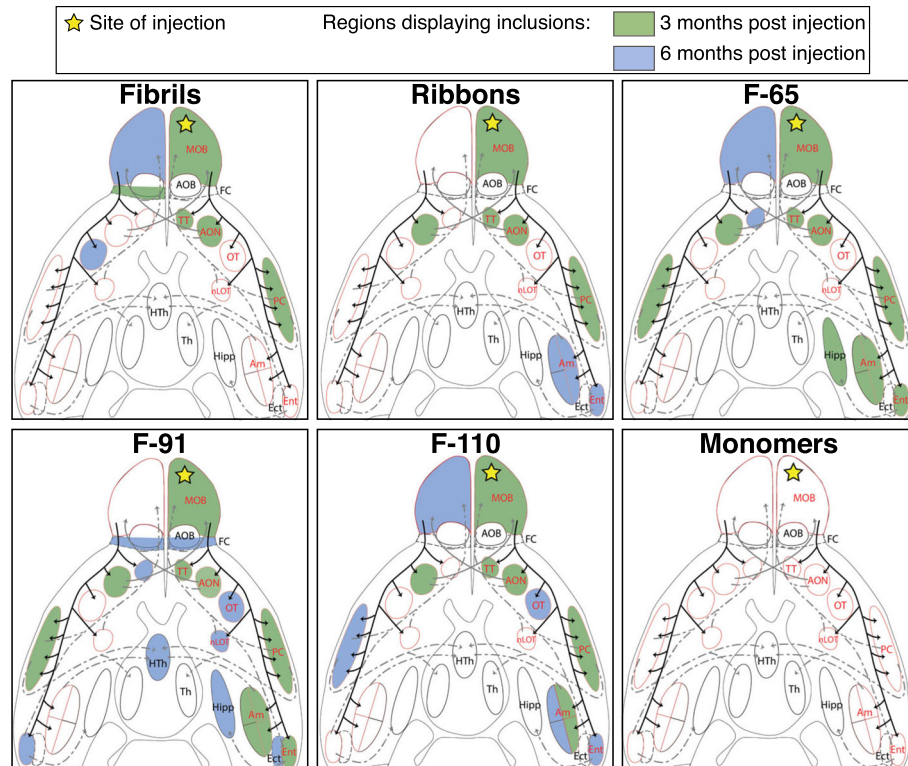 Site of injection
Regions displaying inclusions:
3 months post injection
6 months post injection
Fibrils
MOB
AOB
FC
TT
AON
OT
nLOT
PC
HTh
Th
Hipp
Am
Ect
Ent
Ribbons
MOB
AOB
FC
TT
AON
OT
nLOT
PC
HTh
Th
Hipp
Am
Ect
Ent
F-65
MOB
AOB
FC
TT
AON
OT
nLOT
PC
HTh
Th
Hipp
Am
Ect
Ent
F-91
MOB
AOB
FC
TT
AON
OT
nLOT
PC
HTh
Th
Hipp
Am
Ect
Ent
F-110
MOB
AOB
FC
TT
AON
OT
nLOT
PC
HTh
Th
Hipp
Am
Ect
Ent
Monomers
MOB
AOB
FC
TT
AON
OT
nLOT
PC
HTh
Th
Hipp
Am
Ect
Ent